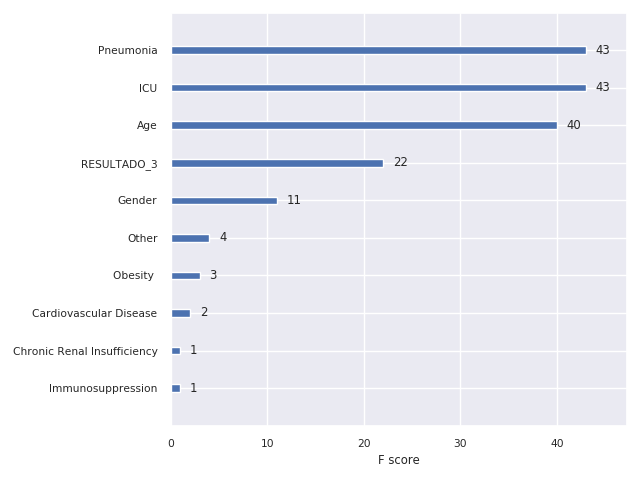 Pneumonia 43
ICU 43
Age 40
RESULTADO_3 22
Gender 11
Other 4
Obesity 3
Cardiovascular Disease 2
Chronic Renal Insufficiency 1
Immunosuppression 1
0 10 20 30 40
F score